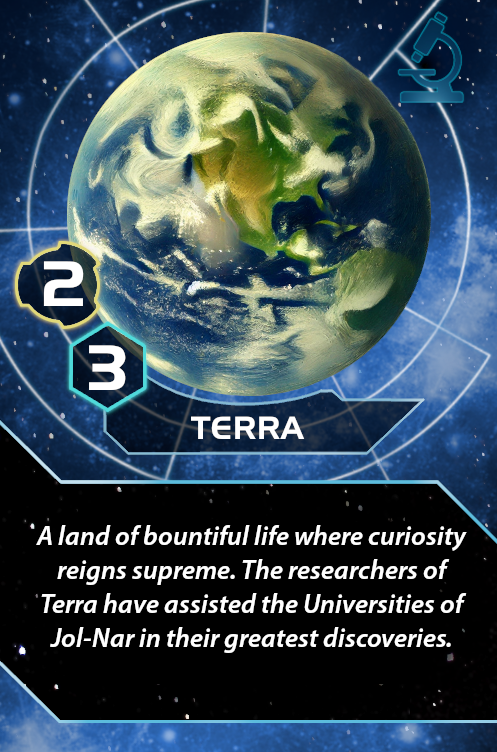 2
3
TERRA
A land of bountiful life where curiosity
reigns supreme. The researchers of
Terra have assisted the Universities of
Jol-Nar in their greatest discoveries.